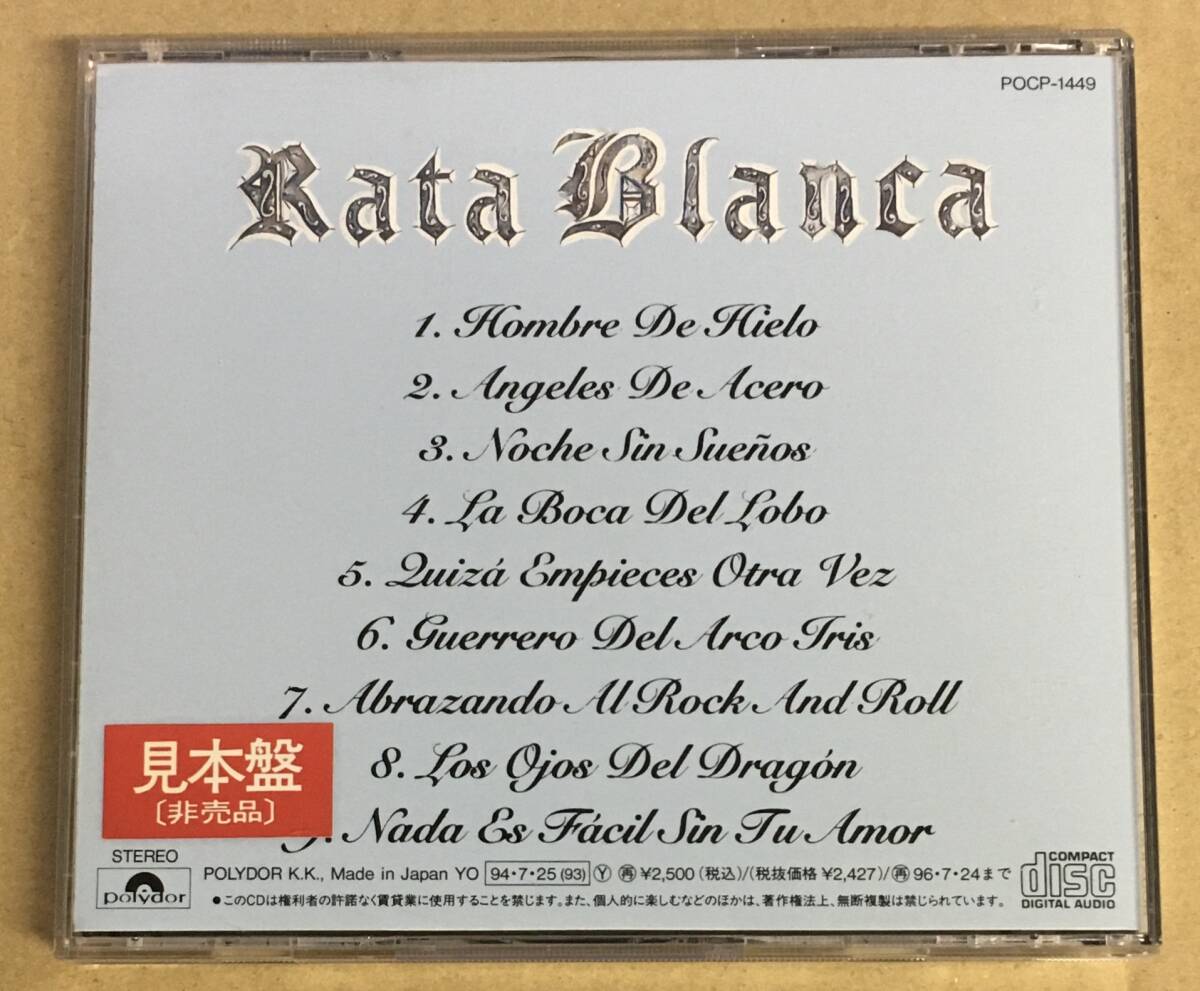 POCP-1449
Rata Blanca
1. Hombre De Hielo
2. Angeles De Acero
3. Noche Sin Sueños
4. La Boca Del Lobo
5. Quizá Empieces Otra Vez
6. Guerrero Del Arco Iris
7. Abrazando Al Rock And Roll
8. Los Ojos Del Dragón
見本盤
〔非売品〕
. Nada Es Fácil Sin Tu Amor
STEREO
polydor
POLYDOR K.K., Made in Japan YO 94・7・25 (93) Ⓨ ㊢ ¥2,500 (税込)/(税抜価格 ¥2,427)/ 96・7・24まで
●このCDは権利者の許諾なく賃貸業に使用することを禁じます。また、個人的に楽しむなどのほかは、著作権法上、無断複製は禁じられています。
COMPACT
disc
DIGITAL AUDIO